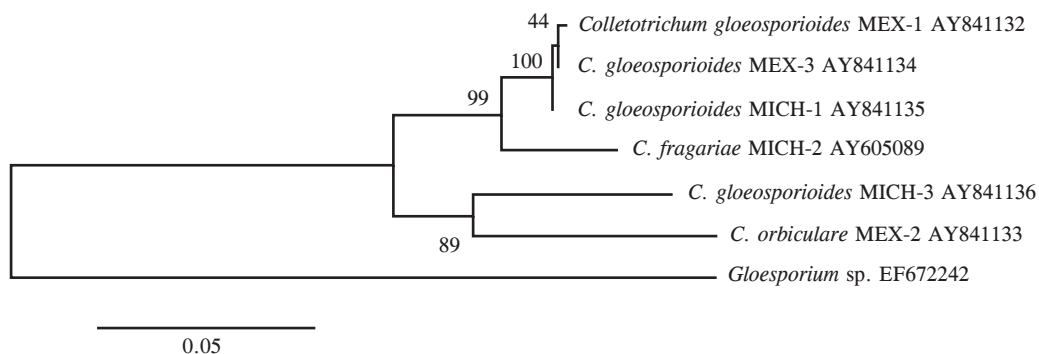 44
Colletotrichum gloeosporioides MEX-1 AY841132
100
C. gloeosporioides MEX-3 AY841134
99
C. gloeosporioides MICH-1 AY841135
C. fragariae MICH-2 AY605089
C. gloeosporioides MICH-3 AY841136
89
C. orbiculare MEX-2 AY841133
Gloesporium sp. EF672242
0.05